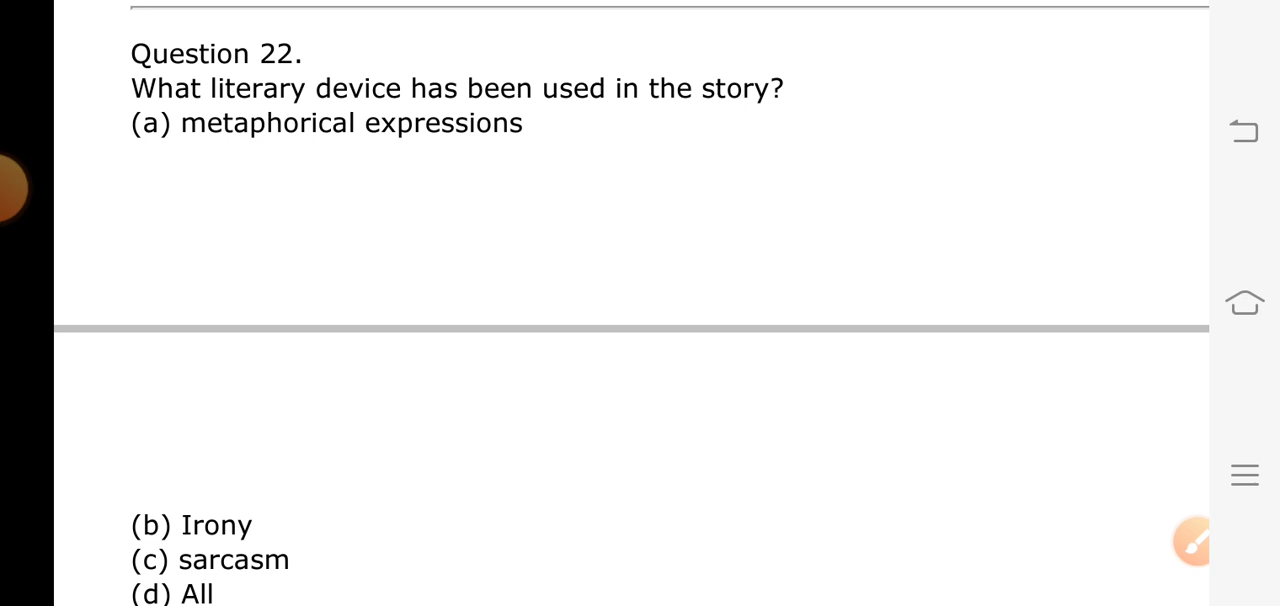 Question 22.
What literary device has been used in the story?
(a) metaphorical expressions
(b) Irony
(c) sarcasm
(d) All